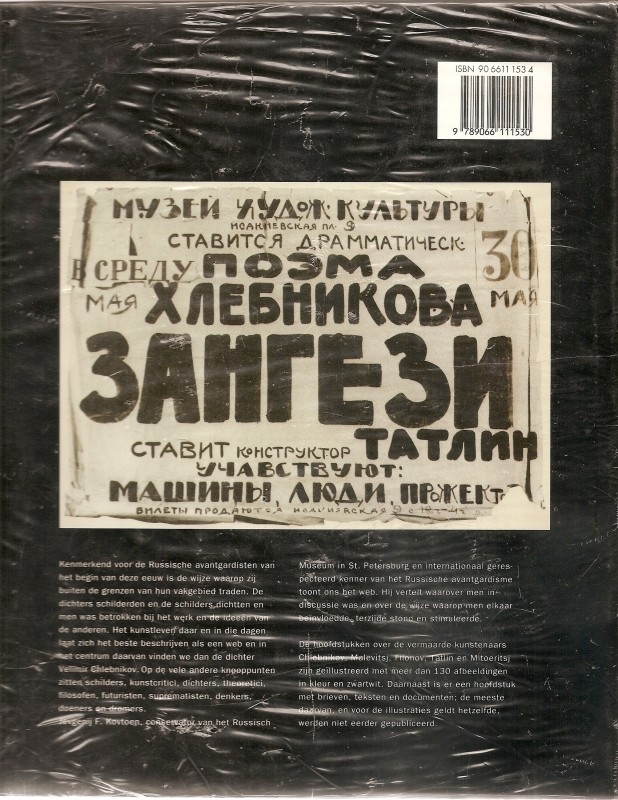 ISBN 90 6611 153 4
9 789066 111530
МУЗЕЙ ХУДОЖ. КУЛЬТУРЫ
ИСАКИЕВСКАЯ ПЛ 9
СТАВИТСЯ ДРАММАТИЧЕСК:
В СРЕДУ ПОЭМА 30
МАЯ ХЛЕБНИКОВА МАЯ
ЗАНГЕЗИ
СТАВИТ КОНСТРУКТОР ТАТЛИН
УЧАВСТВУЮТ:
МАШИНЫ, ЛЮДИ, ПРОЖЕКТ
БИЛЕТЫ ПРОДАЮТСЯ ИСАКИЕВСКАЯ 9
Kenmerkend voor de Russische avantgardisten van
het begin van deze eeuw is de wijze waarop zij
buiten de grenzen van hun vakgebied traden. De
dichters schilderden en de schilders dichtten en
men was betrokken bij het werk en de ideeën van
de anderen. Het kunstleven daar en in die dagen
laat zich het beste beschrijven als een web en in
het centrum daarvan vinden we dan de dichter
Velimir Chlebnikov. Op de vele andere knooppunten
zitten schilders, kunstcritici, dichters, theoretici,
filosofen, futuristen, suprematisten, denkers,
doeners en dromers.
Jevgenij F. Kovtoen, conservator van het Russisch
Museum in St. Petersburg en internationaal geres-
pecteerd kenner van het Russische avantgardisme
toont ons het web. Hij vertelt waarover men in
discussie was en over de wijze waarop men elkaar
beïnvloedde, terzijde stond en stimuleerde.
De hoofdstukken over de vermaarde kunstenaars
Chlebnikov, Malevitsj, Filonov, Tatlin en Mitoeritsj
zijn geïllustreerd met meer dan 130 afbeeldingen
in kleur en zwartwit. Daarnaast is er een hoofdstuk
met brieven, teksten en documenten; de meeste
daarvan, en voor de illustraties geldt hetzelfde,
werden niet eerder gepubliceerd.